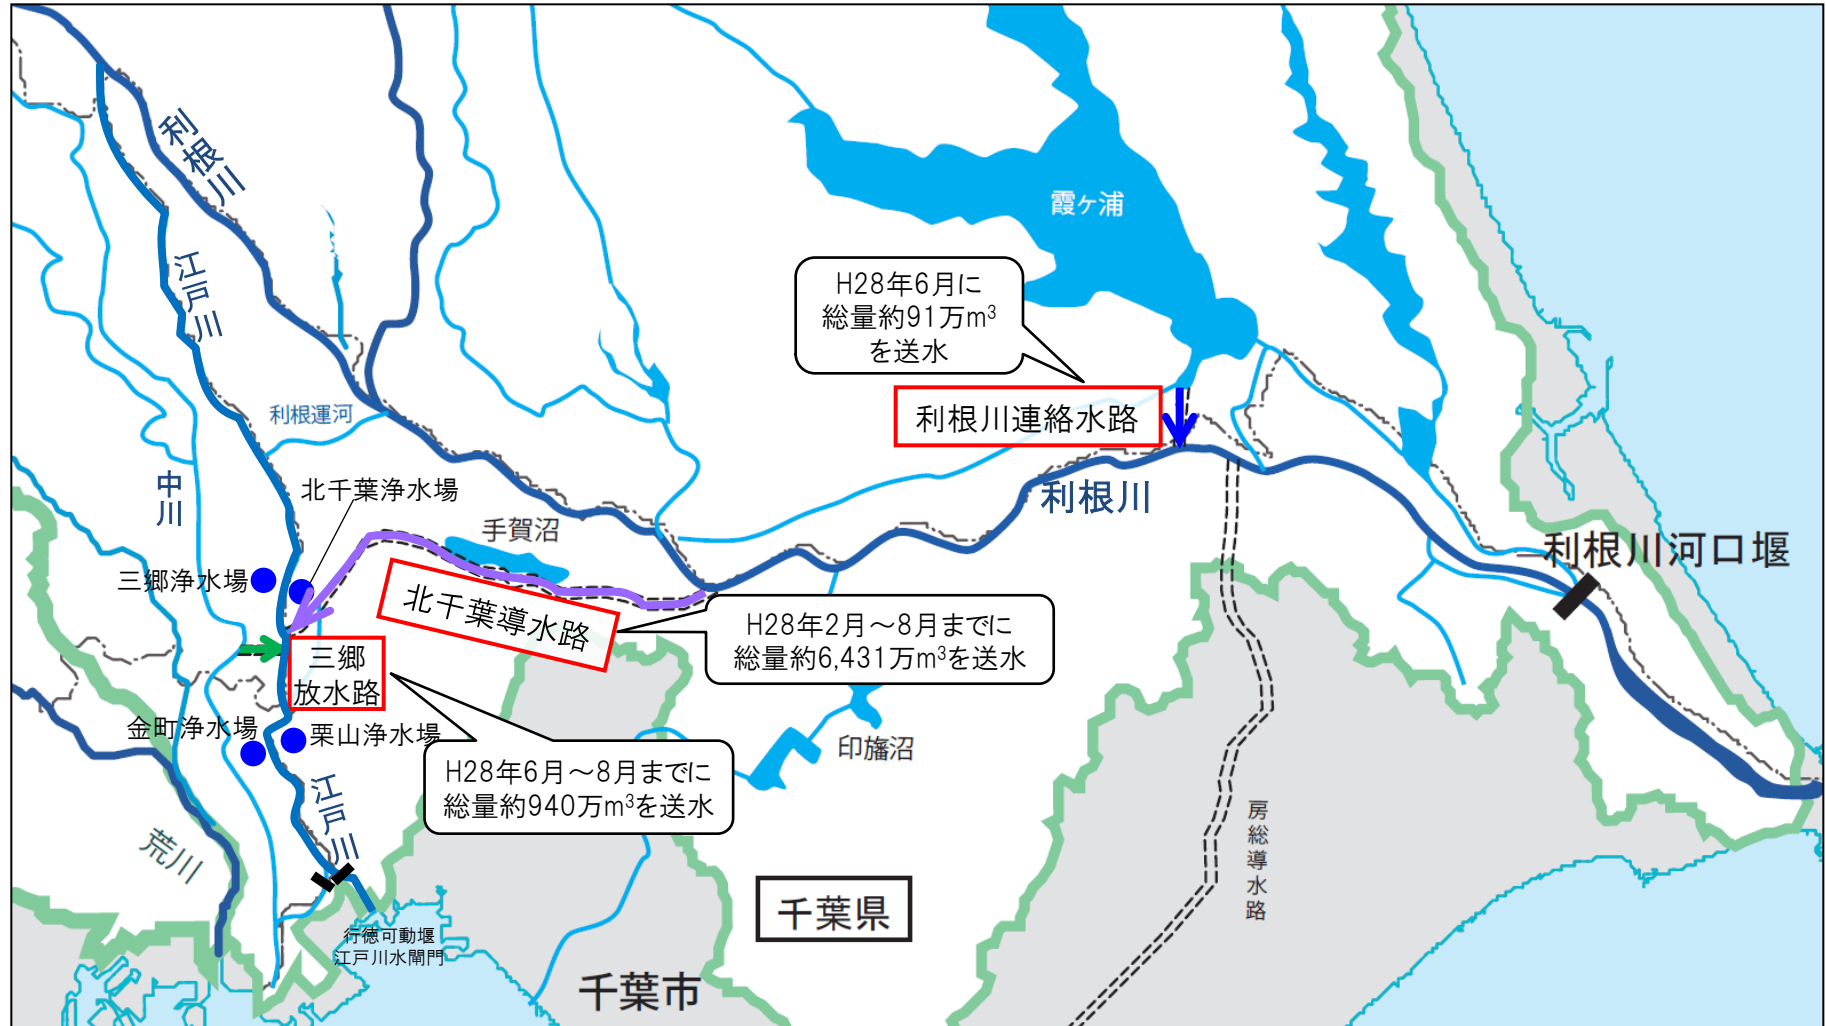 利根川
江戸川
霞ヶ浦
H28年6月に
総量約91万m³
を送水
利根川連絡水路
利根運河
中川
北千葉浄水場
利根川
手賀沼
利根川河口堰
三郷浄水場
北千葉導水路
H28年2月～8月までに
総量約6,431万m³を送水
三郷
放水路
金町浄水場
栗山浄水場
印旛沼
H28年6月～8月までに
総量約940万m³を送水
江戸川
房総導水路
荒川
千葉県
行徳可動堰
江戸川水閘門
千葉市